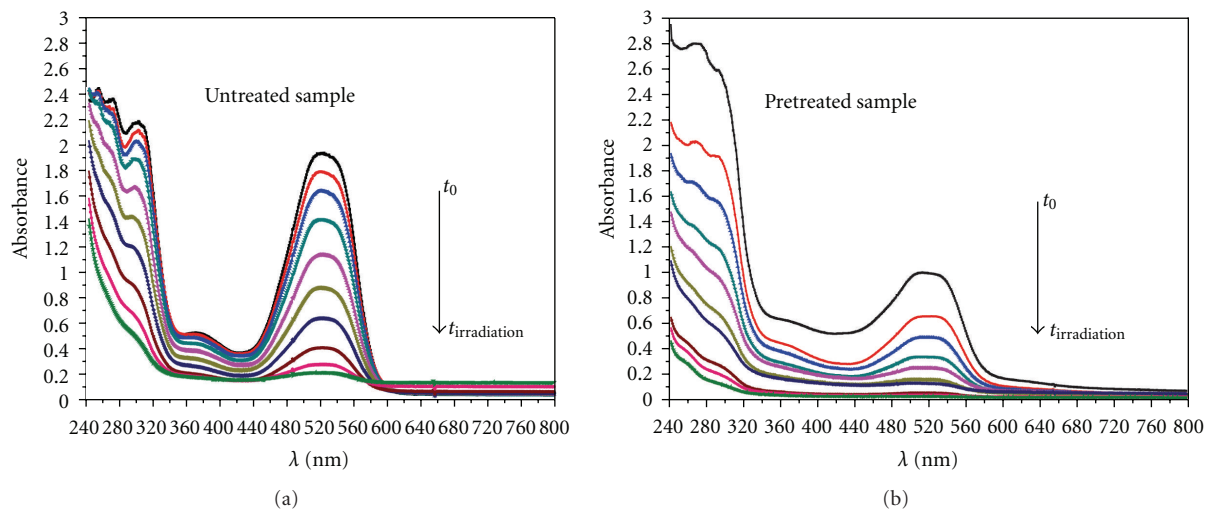 3
2.8
2.6
2.4
2.2
2
1.8
1.6
1.4
1.2
1
0.8
0.6
0.4
0.2
0
Absorbance
Untreated sample
t0
tirradiation
240 280 320 360 400 440 480 520 560 600 640 680 720 760 800
λ (nm)
(a)
3
2.8
2.6
2.4
2.2
2
1.8
1.6
1.4
1.2
1
0.8
0.6
0.4
0.2
0
Absorbance
Pretreated sample
t0
tirradiation
240 280 320 360 400 440 480 520 560 600 640 680 720 760 800
λ (nm)
(b)